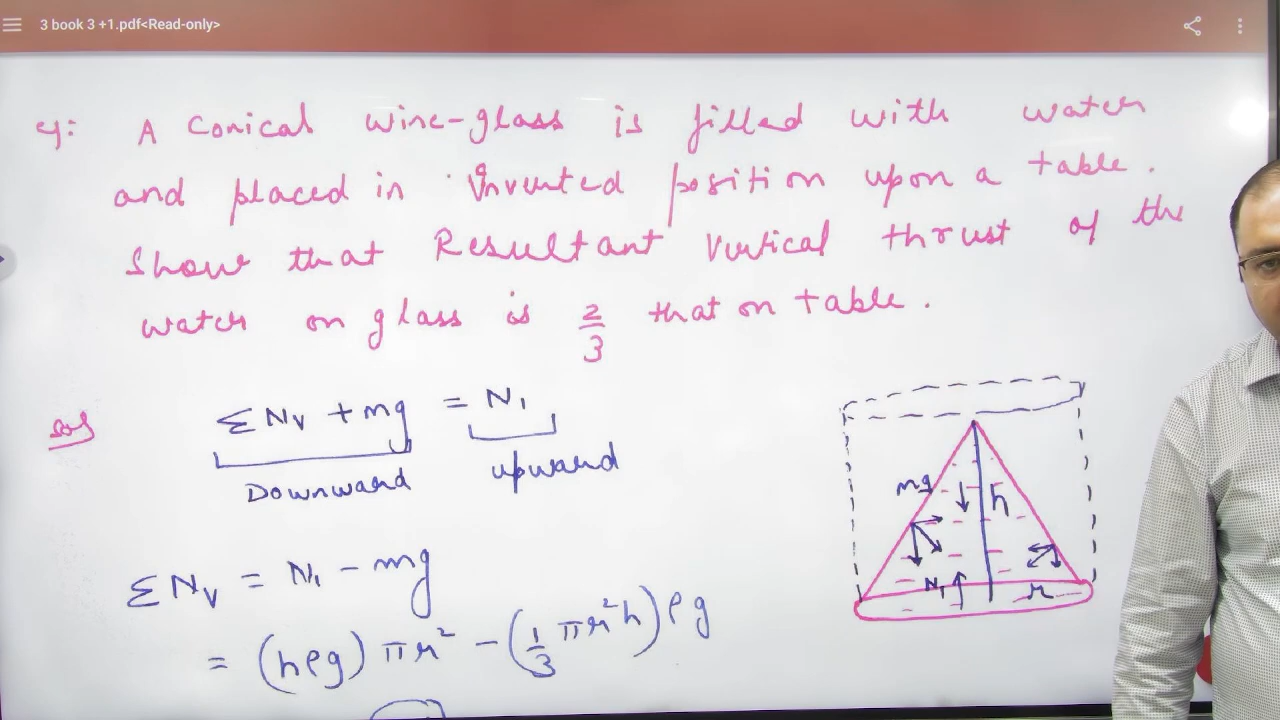 3 book 3 +1.pdf<Read-only>
eg: A conical wine-glass is filled with water
and placed in inverted position upon a table.
Show that Resultant vertical thrust of the
water on glass is 2/3 that on table.
Sol
ΣNv + mg = N₁
Downward upward
ΣNv = N₁ - mg
= (hρg) πr² - (1/3 πr²h) ρg
mg
h
N₁
r